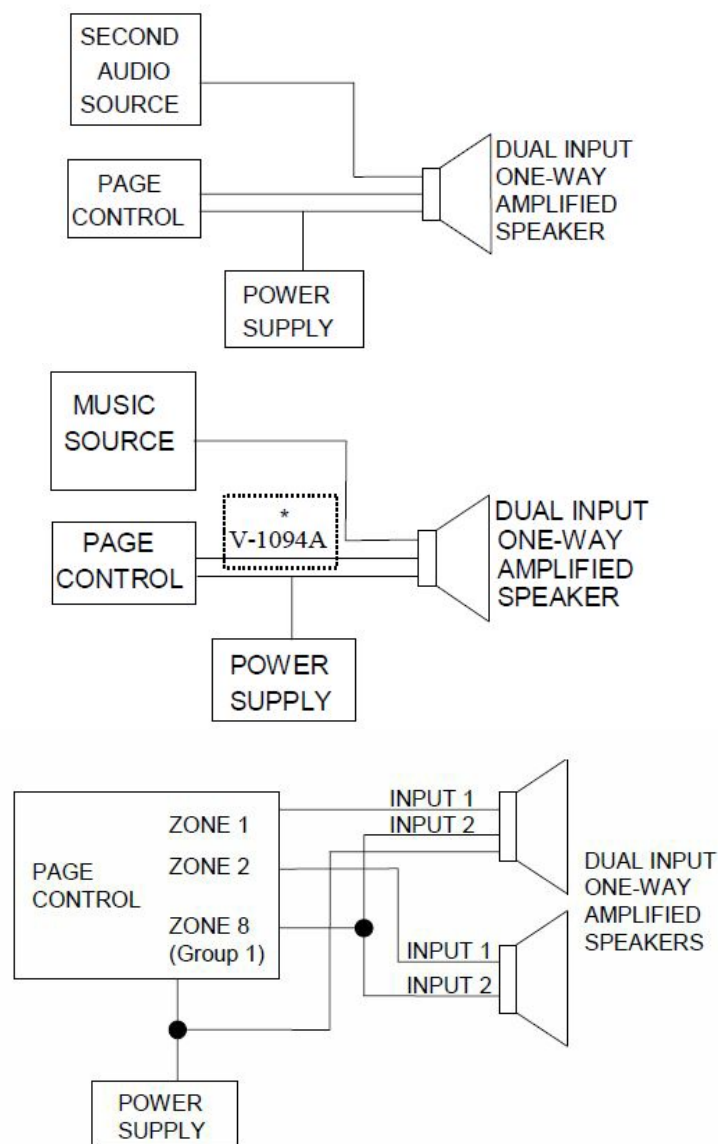 SECOND
AUDIO
SOURCE
PAGE
CONTROL
DUAL INPUT
ONE-WAY
AMPLIFIED
SPEAKER
POWER
SUPPLY
MUSIC
SOURCE
*
V-1094A
PAGE
CONTROL
DUAL INPUT
ONE-WAY
AMPLIFIED
SPEAKER
POWER
SUPPLY
PAGE
CONTROL
ZONE 1
ZONE 2
ZONE 8
(Group 1)
INPUT 1
INPUT 2
INPUT 1
INPUT 2
DUAL INPUT
ONE-WAY
AMPLIFIED
SPEAKERS
POWER
SUPPLY